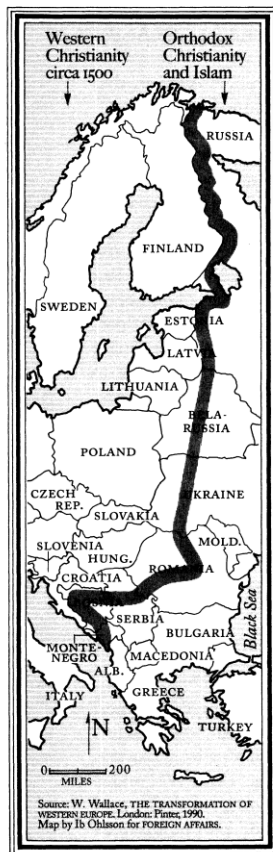 Western
Christianity
circa 1500
Orthodox
Christianity
and Islam
RUSSIA
FINLAND
SWEDEN
ESTONIA
LATVIA
LITHUANIA
BELA-
RUSSIA
POLAND
UKRAINE
CZECH
REP.
SLOVAKIA
SLOVENIA
HUNG.
MOLD.
ROMANIA
CROATIA
BOSNIA
SERBIA
Black Sea
MONTE-
NEGRO
BULGARIA
MACEDONIA
ALB.
ITALY
GREECE
TURKEY
N
0 200
MILES
Source: W. Wallace, THE TRANSFORMATION OF
WESTERN EUROPE. London: Pinter, 1990.
Map by Ib Ohlsson for FOREIGN AFFAIRS.